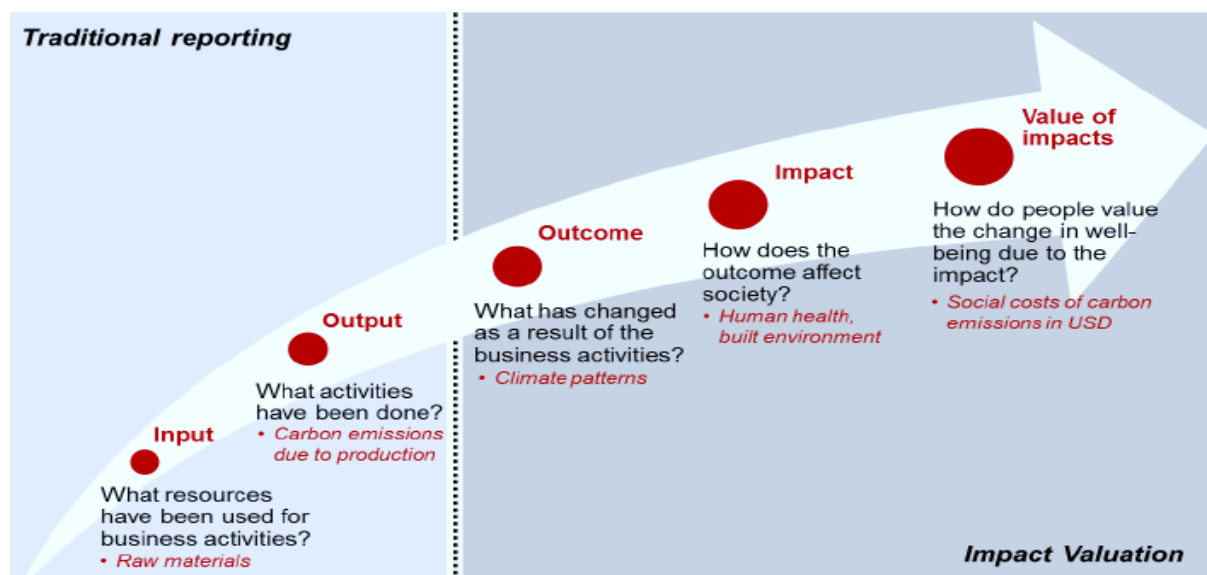 Traditional reporting
Input
What resources
have been used for
business activities?
• Raw materials
Output
What activities
have been done?
• Carbon emissions
due to production
Outcome
What has changed
as a result of the
business activities?
• Climate patterns
Impact
How does the
outcome affect
society?
• Human health,
built environment
Value of
impacts
How do people value
the change in well-
being due to the
impact?
• Social costs of carbon
emissions in USD
Impact Valuation